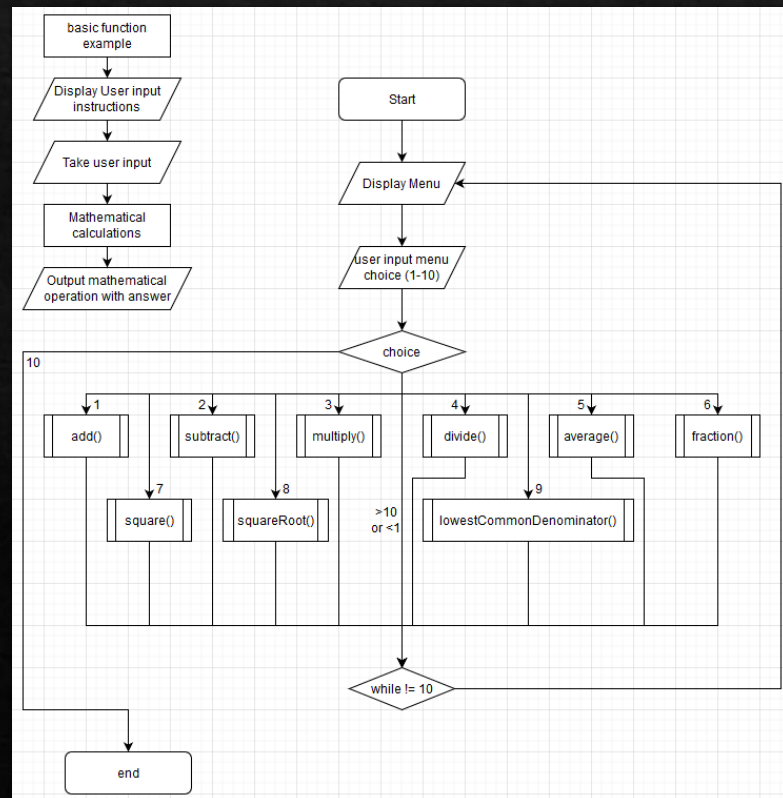 basic function
example
Display User input
instructions
Take user input
Mathematical
calculations
Output mathematical
operation with answer
Start
Display Menu
user input menu
choice (1-10)
choice
10
1
2
3
4
5
6
add()
subtract()
multiply()
divide()
average()
fraction()
7
8
9
square()
squareRoot()
lowestCommonDenominator()
>10
or <1
while != 10
end